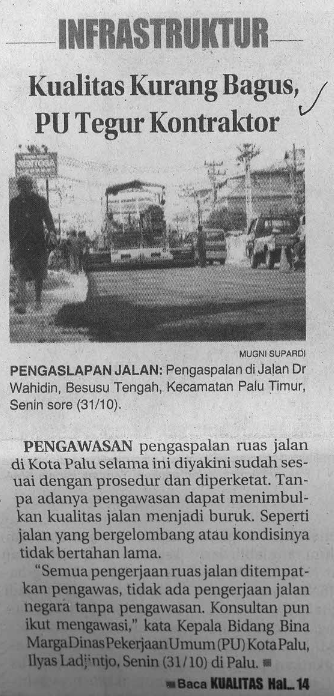 INFRASTRUKTUR
Kualitas Kurang Bagus,
PU Tegur Kontraktor
MUGNI SUPARDI
PENGASLAPAN JALAN: Pengaspalan di Jalan Dr
Wahidin, Besusu Tengah, Kecamatan Palu Timur,
Senin sore (31/10).
PENGAWASAN pengaspalan ruas jalan
di Kota Palu selama ini diyakini sudah ses-
uai dengan prosedur dan diperketat. Tan-
pa adanya pengawasan dapat menimbul-
kan kualitas jalan menjadi buruk. Seperti
jalan yang bergelombang atau kondisinya
tidak bertahan lama.
“Semua pengerjaan ruas jalan ditempat-
kan pengawas, tidak ada pengerjaan jalan
negara tanpa pengawasan. Konsultan pun
ikut mengawasi,” kata Kepala Bidang Bina
Marga Dinas Pekerjaan Umum (PU) Kota Palu,
Ilyas Ladjintjo, Senin (31/10) di Palu.
Baca KUALITAS Hal... 14